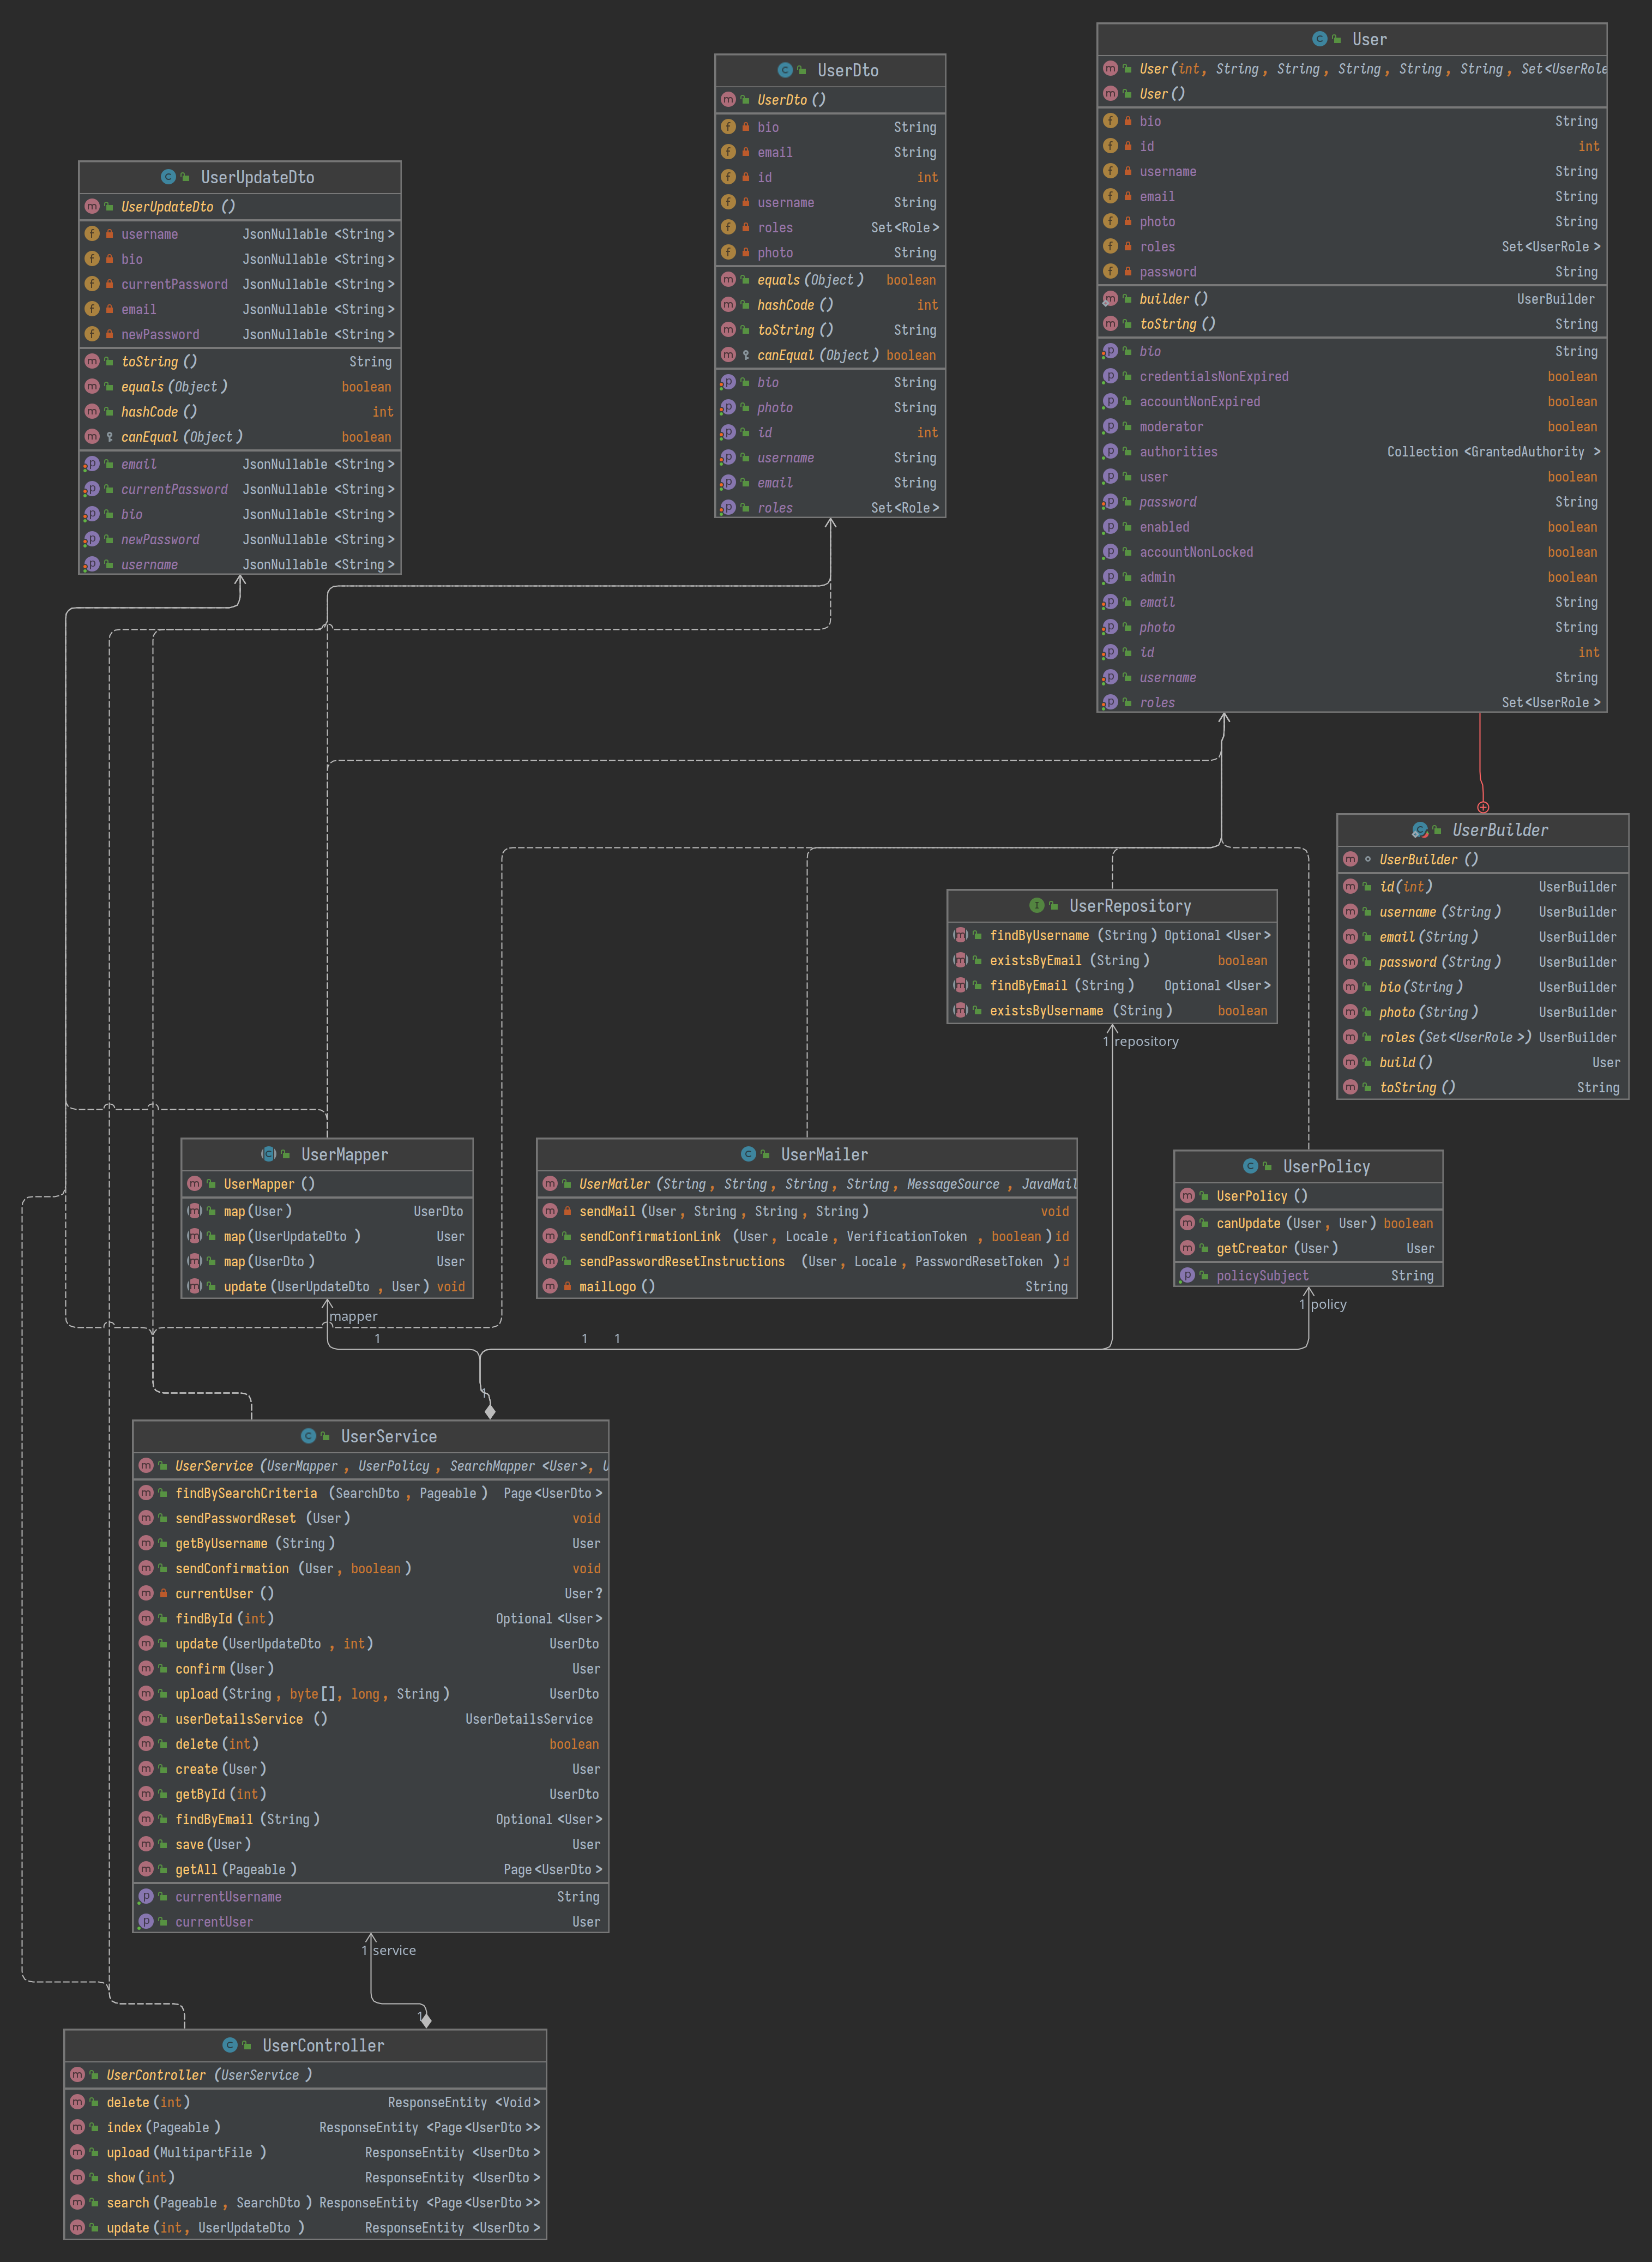 User
User(int, String, String, String, String, String, Set<UserRole
User()
bio String
id int
username String
email String
photo String
roles Set<UserRole>
password String
builder() UserBuilder
toString() String
bio String
credentialsNonExpired boolean
accountNonExpired boolean
moderator boolean
authorities Collection<GrantedAuthority>
user boolean
password String
enabled boolean
accountNonLocked boolean
admin boolean
email String
photo String
id int
username String
roles Set<UserRole>
UserDto
UserDto()
bio String
email String
id int
username String
roles Set<Role>
photo String
equals(Object) boolean
hashCode() int
toString() String
canEqual(Object) boolean
bio String
photo String
id int
username String
email String
roles Set<Role>
UserUpdateDto
UserUpdateDto()
username JsonNullable<String>
bio JsonNullable<String>
currentPassword JsonNullable<String>
email JsonNullable<String>
newPassword JsonNullable<String>
toString() String
equals(Object) boolean
hashCode() int
canEqual(Object) boolean
email JsonNullable<String>
currentPassword JsonNullable<String>
bio JsonNullable<String>
newPassword JsonNullable<String>
username JsonNullable<String>
UserBuilder
UserBuilder()
id(int) UserBuilder
username(String) UserBuilder
email(String) UserBuilder
password(String) UserBuilder
bio(String) UserBuilder
photo(String) UserBuilder
roles(Set<UserRole>) UserBuilder
build() User
toString() String
UserRepository
findByUsername(String) Optional<User>
existsByEmail(String) boolean
findByEmail(String) Optional<User>
existsByUsername(String) boolean
1 repository
UserMapper
UserMapper()
map(User) UserDto
map(UserUpdateDto) User
map(UserDto) User
update(UserUpdateDto, User) void
mapper
1
UserMailer
UserMailer(String, String, String, String, MessageSource, JavaMail
sendMail(User, String, String, String) void
sendConfirmationLink(User, Locale, VerificationToken, boolean) id
sendPasswordResetInstructions(User, Locale, PasswordResetToken) d
mailLogo() String
1 1
UserPolicy
UserPolicy()
canUpdate(User, User) boolean
getCreator(User) User
policySubject String
1 policy
1
UserService
UserService(UserMapper, UserPolicy, SearchMapper<User>, U
findBySearchCriteria(SearchDto, Pageable) Page<UserDto>
sendPasswordReset(User) void
getByUsername(String) User
sendConfirmation(User, boolean) void
currentUser() User?
findById(int) Optional<User>
update(UserUpdateDto, int) UserDto
confirm(User) User
upload(String, byte[], long, String) UserDto
userDetailsService() UserDetailsService
delete(int) boolean
create(User) User
getById(int) UserDto
findByEmail(String) Optional<User>
save(User) User
getAll(Pageable) Page<UserDto>
currentUsername String
currentUser User
1 service
1
UserController
UserController(UserService)
delete(int) ResponseEntity<Void>
index(Pageable) ResponseEntity<Page<UserDto>>
upload(MultipartFile) ResponseEntity<UserDto>
show(int) ResponseEntity<UserDto>
search(Pageable, SearchDto) ResponseEntity<Page<UserDto>>
update(int, UserUpdateDto) ResponseEntity<UserDto>